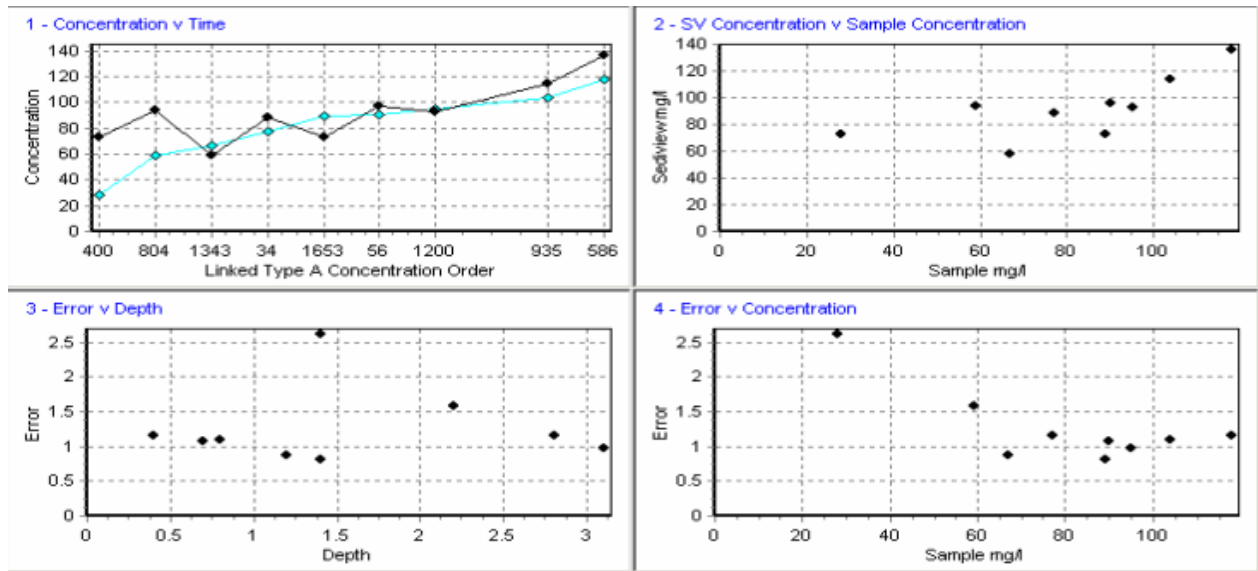 1 - Concentration v Time
140
120
100
80
60
40
20
0
Concentration
400 804 1343 34 1653 56 1200 935 586
Linked Type A Concentration Order
2 - SV Concentration v Sample Concentration
140
120
100
80
60
40
20
0
Sediviewmg/l
0 20 40 60 80 100
Sample mg/l
3 - Error v Depth
2.5
2
1.5
1
0.5
0
Error
0 0.5 1 1.5 2 2.5 3
Depth
4 - Error v Concentration
2.5
2
1.5
1
0.5
0
Error
0 20 40 60 80 100
Sample mg/l